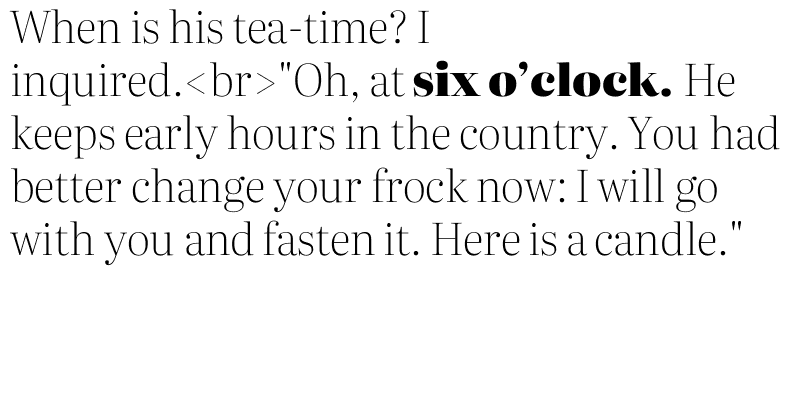 When is his tea-time? I
inquired.<br>"Oh, at six o’clock. He
keeps early hours in the country. You had
better change your frock now: I will go
with you and fasten it. Here is a candle."